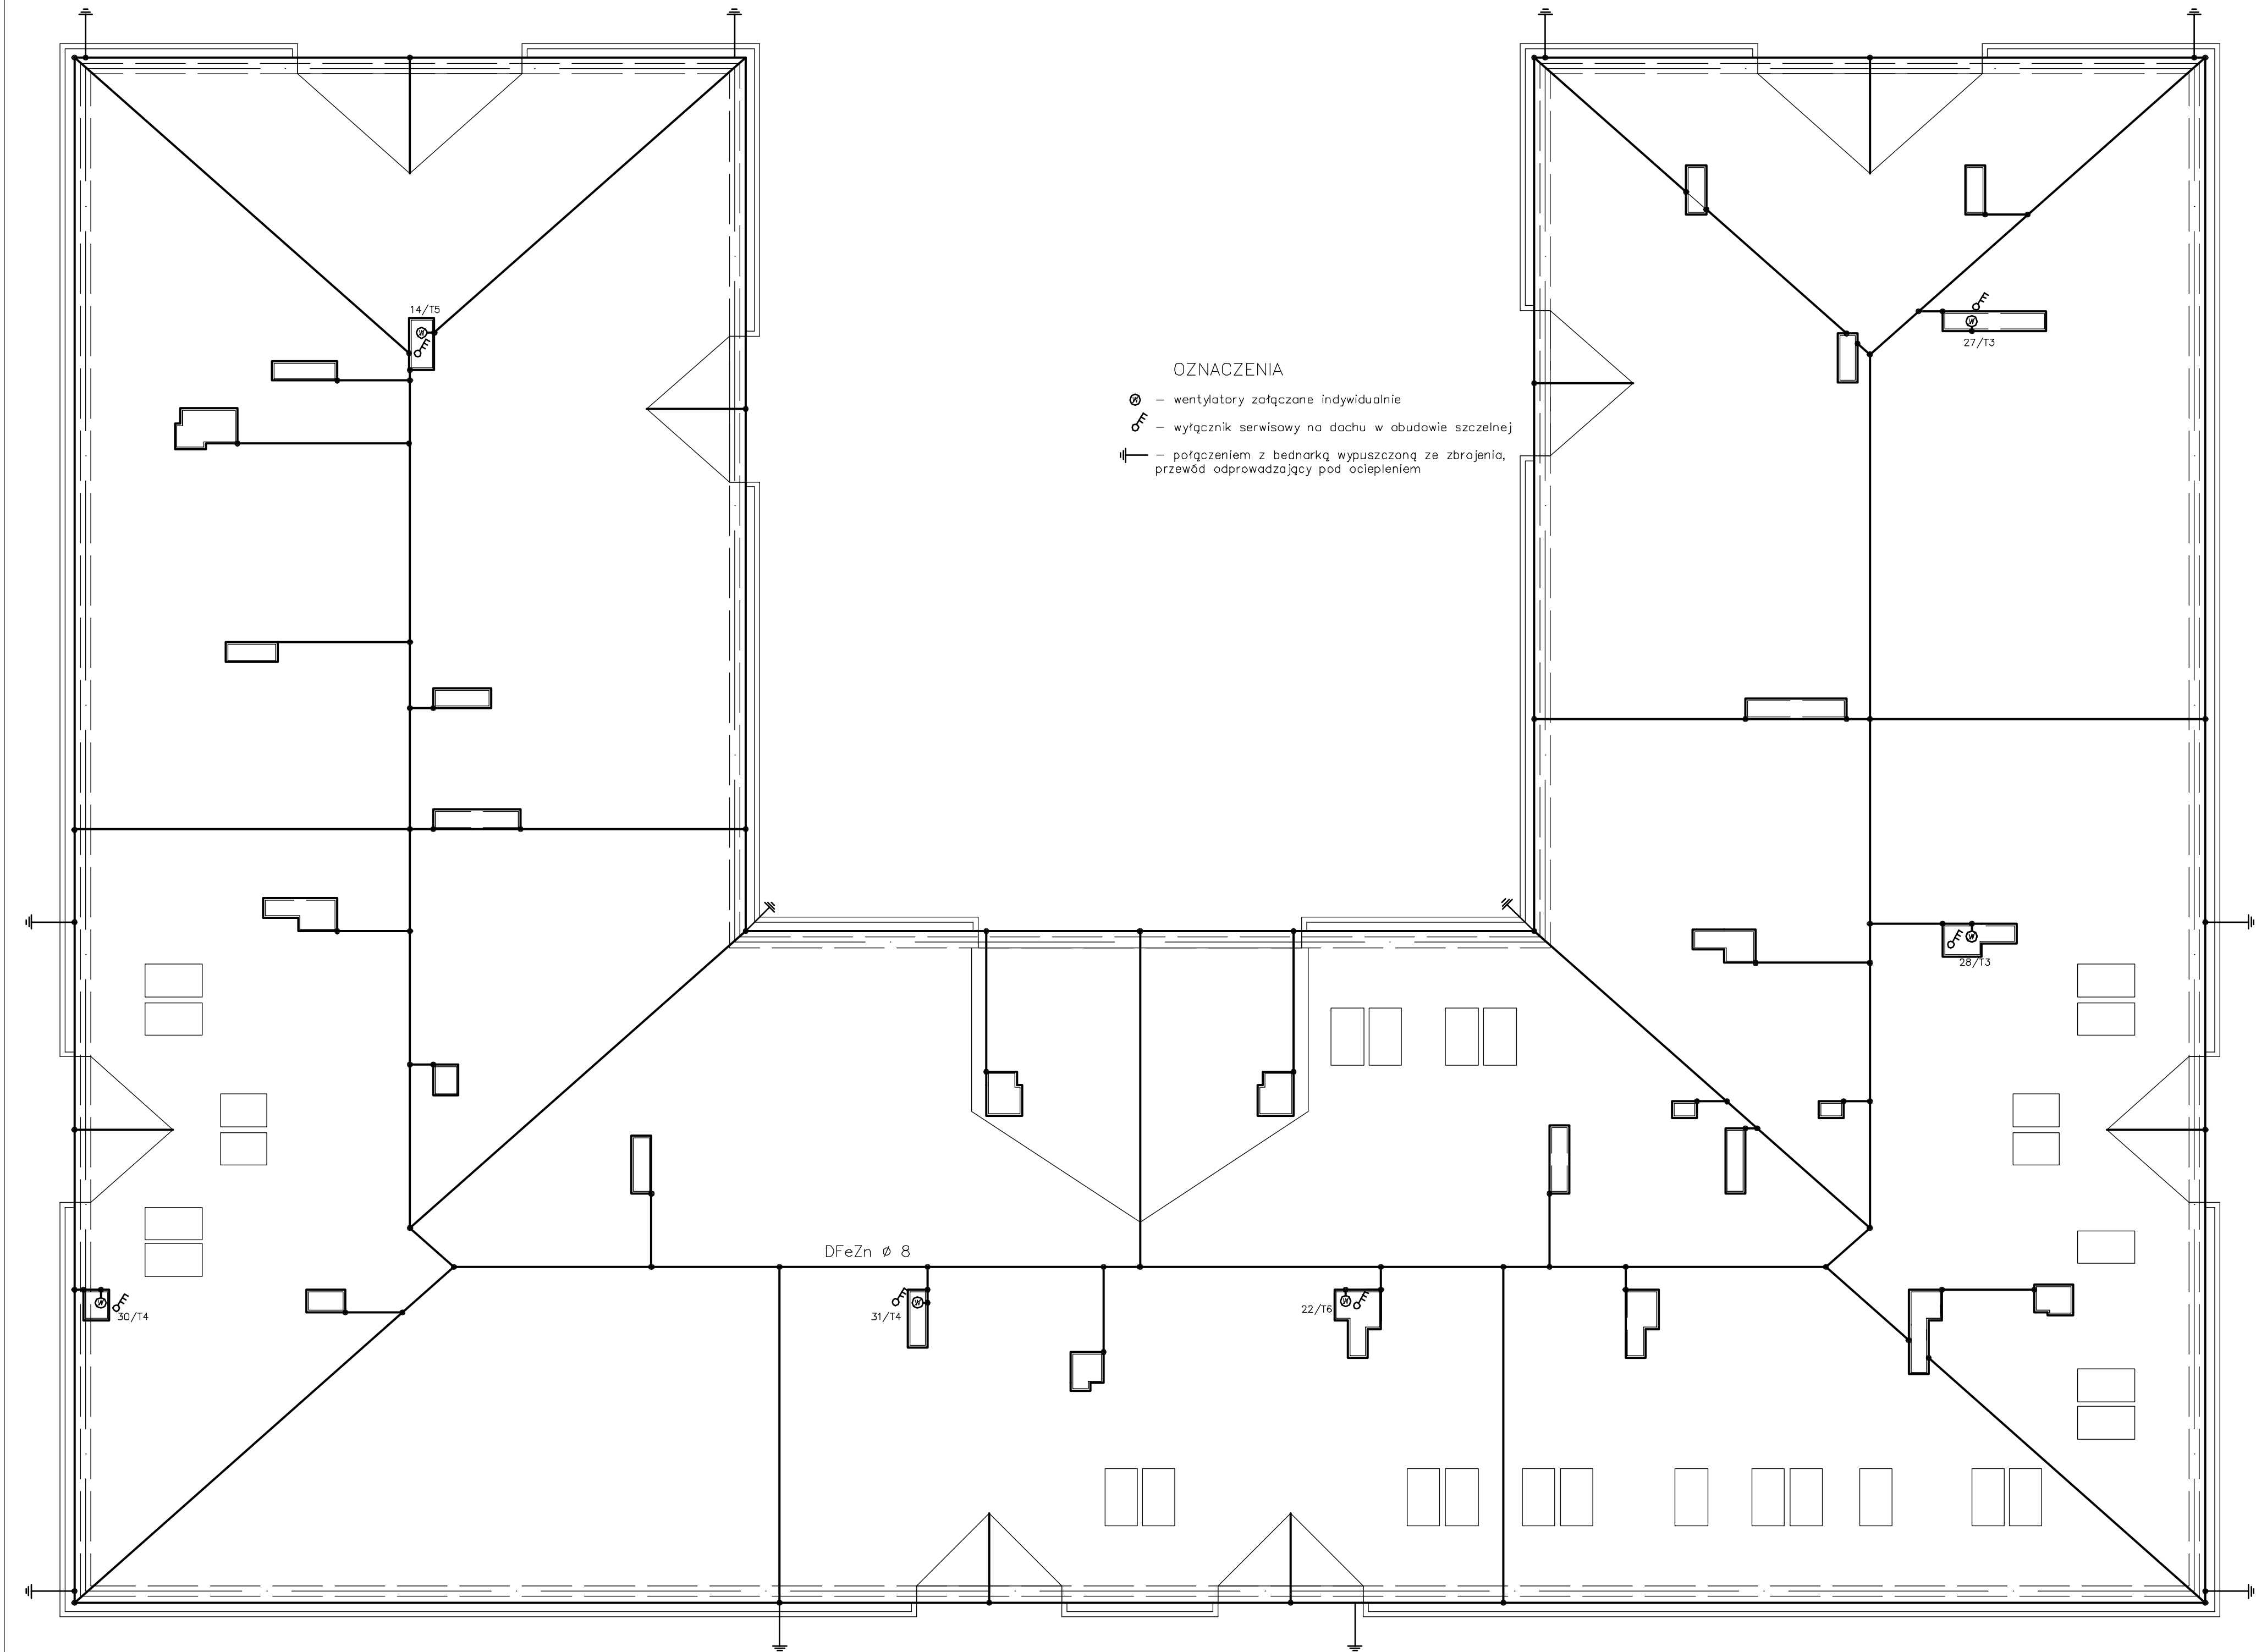 14/T5
27/T3
OZNACZENIA
W – wentylatory załączane indywidualnie
– wyłącznik serwisowy na dachu w obudowie szczelnej
– połączeniem z bednarką wypuszczoną ze zbrojenia,
przewód odprowadzający pod ociepleniem
W
W
W
28/T3
DFeZn ø 8
W
30/T4
W
31/T4
W
22/T6